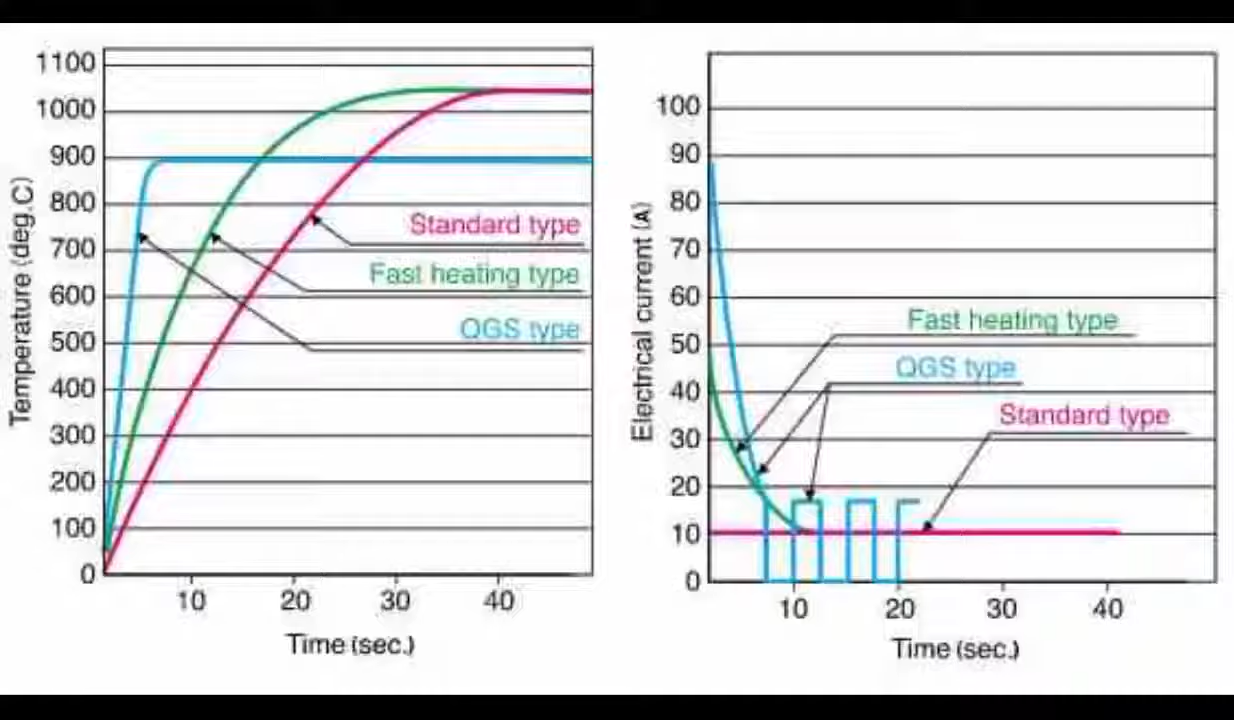 1100
1000
900
800
700
600
500
400
300
200
100
0
Temperature (deg.C)
Standard type
Fast heating type
QGS type
10 20 30 40
Time (sec.)
100
90
80
70
60
50
40
30
20
10
0
Electrical current (A)
Fast heating type
QGS type
Standard type
10 20 30 40
Time (sec.)